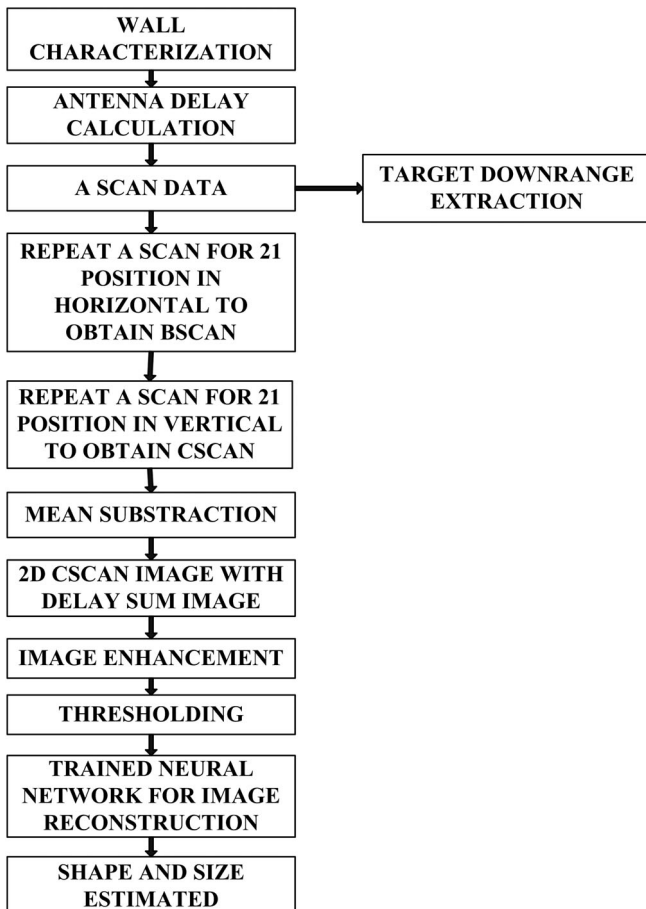 WALL
CHARACTERIZATION
ANTENNA DELAY
CALCULATION
A SCAN DATA
TARGET DOWNRANGE
EXTRACTION
REPEAT A SCAN FOR 21
POSITION IN
HORIZONTAL TO
OBTAIN BSCAN
REPEAT A SCAN FOR 21
POSITION IN VERTICAL
TO OBTAIN CSCAN
MEAN SUBSTRACTION
2D CSCAN IMAGE WITH
DELAY SUM IMAGE
IMAGE ENHANCEMENT
THRESHOLDING
TRAINED NEURAL
NETWORK FOR IMAGE
RECONSTRUCTION
SHAPE AND SIZE
ESTIMATED